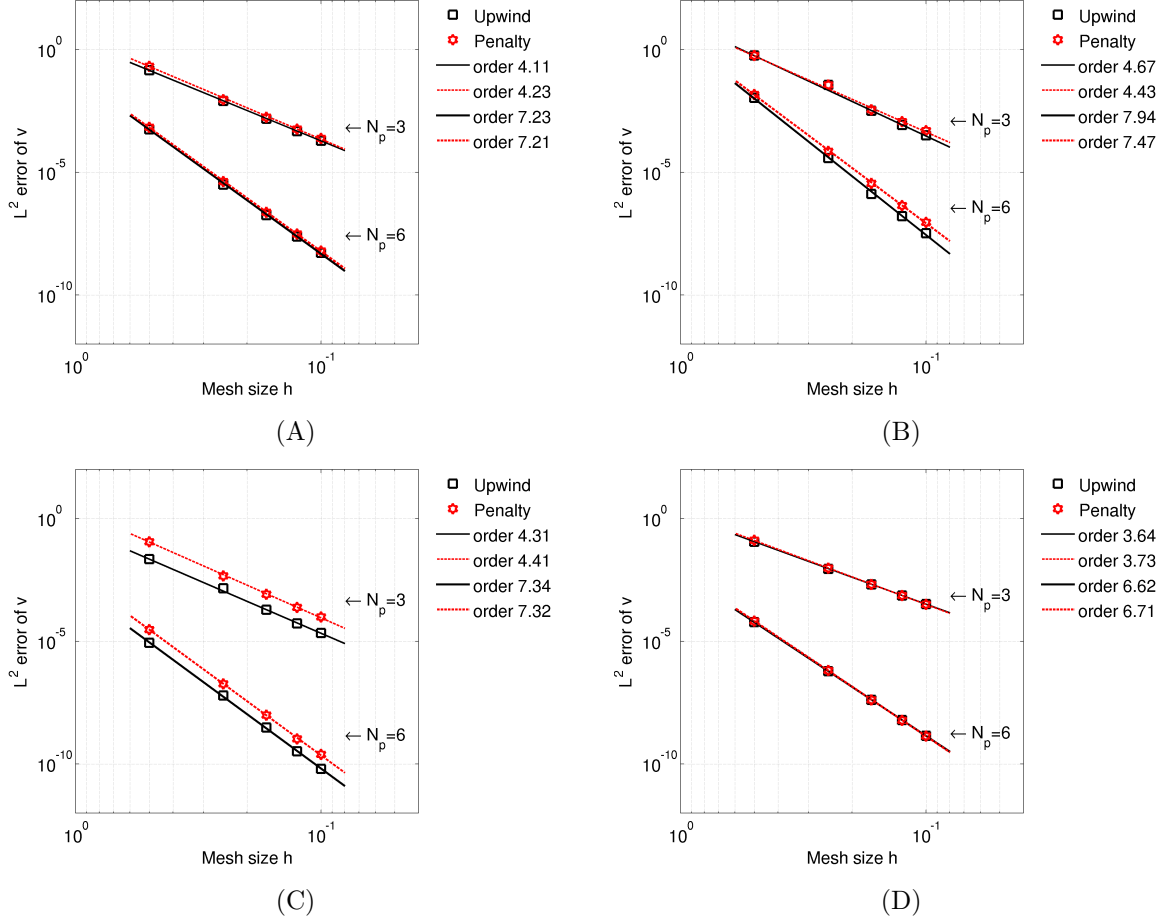 Upwind
Penalty
order 4.11
order 4.23
order 7.23
order 7.21
10^0
10^-5
10^-10
L^2 error of v
← N_p=3
← N_p=6
10^0
10^-1
Mesh size h
(A)
Upwind
Penalty
order 4.67
order 4.43
order 7.94
order 7.47
10^0
10^-5
10^-10
L^2 error of v
← N_p=3
← N_p=6
10^0
10^-1
Mesh size h
(B)
Upwind
Penalty
order 4.31
order 4.41
order 7.34
order 7.32
10^0
10^-5
10^-10
L^2 error of v
← N_p=3
← N_p=6
10^0
10^-1
Mesh size h
(C)
Upwind
Penalty
order 3.64
order 3.73
order 6.62
order 6.71
10^0
10^-5
10^-10
L^2 error of v
← N_p=3
← N_p=6
10^0
10^-1
Mesh size h
(D)